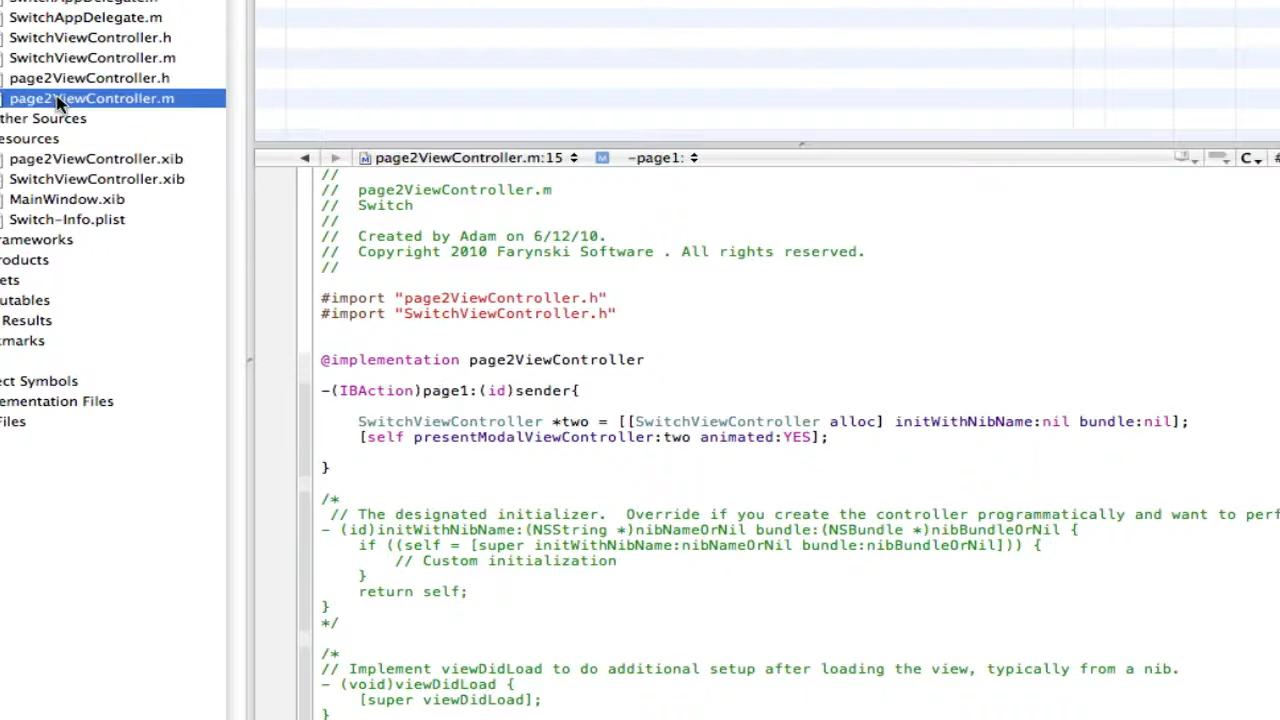 SwitchAppDelegate.h
SwitchAppDelegate.m
SwitchViewController.h
SwitchViewController.m
page2ViewController.h
page2ViewController.m
ther Sources
esources
page2ViewController.xib
SwitchViewController.xib
MainWindow.xib
Switch-Info.plist
rameworks
roducts
ets
utables
Results
kmarks
ect Symbols
ementation Files
Files
page2ViewController.m:15
M
-page1:
C
#
//
// page2ViewController.m
// Switch
//
// Created by Adam on 6/12/10.
// Copyright 2010 Farynski Software . All rights reserved.
//
#import "page2ViewController.h"
#import "SwitchViewController.h"
@implementation page2ViewController
-(IBAction)page1:(id)sender{
SwitchViewController *two = [[SwitchViewController alloc] initWithNibName:nil bundle:nil];
[self presentModalViewController:two animated:YES];
}
/*
// The designated initializer.  Override if you create the controller programmatically and want to perf
- (id)initWithNibName:(NSString *)nibNameOrNil bundle:(NSBundle *)nibBundleOrNil {
if ((self = [super initWithNibName:nibNameOrNil bundle:nibBundleOrNil])) {
// Custom initialization
}
return self;
}
*/
/*
// Implement viewDidLoad to do additional setup after loading the view, typically from a nib.
- (void)viewDidLoad {
[super viewDidLoad];
}